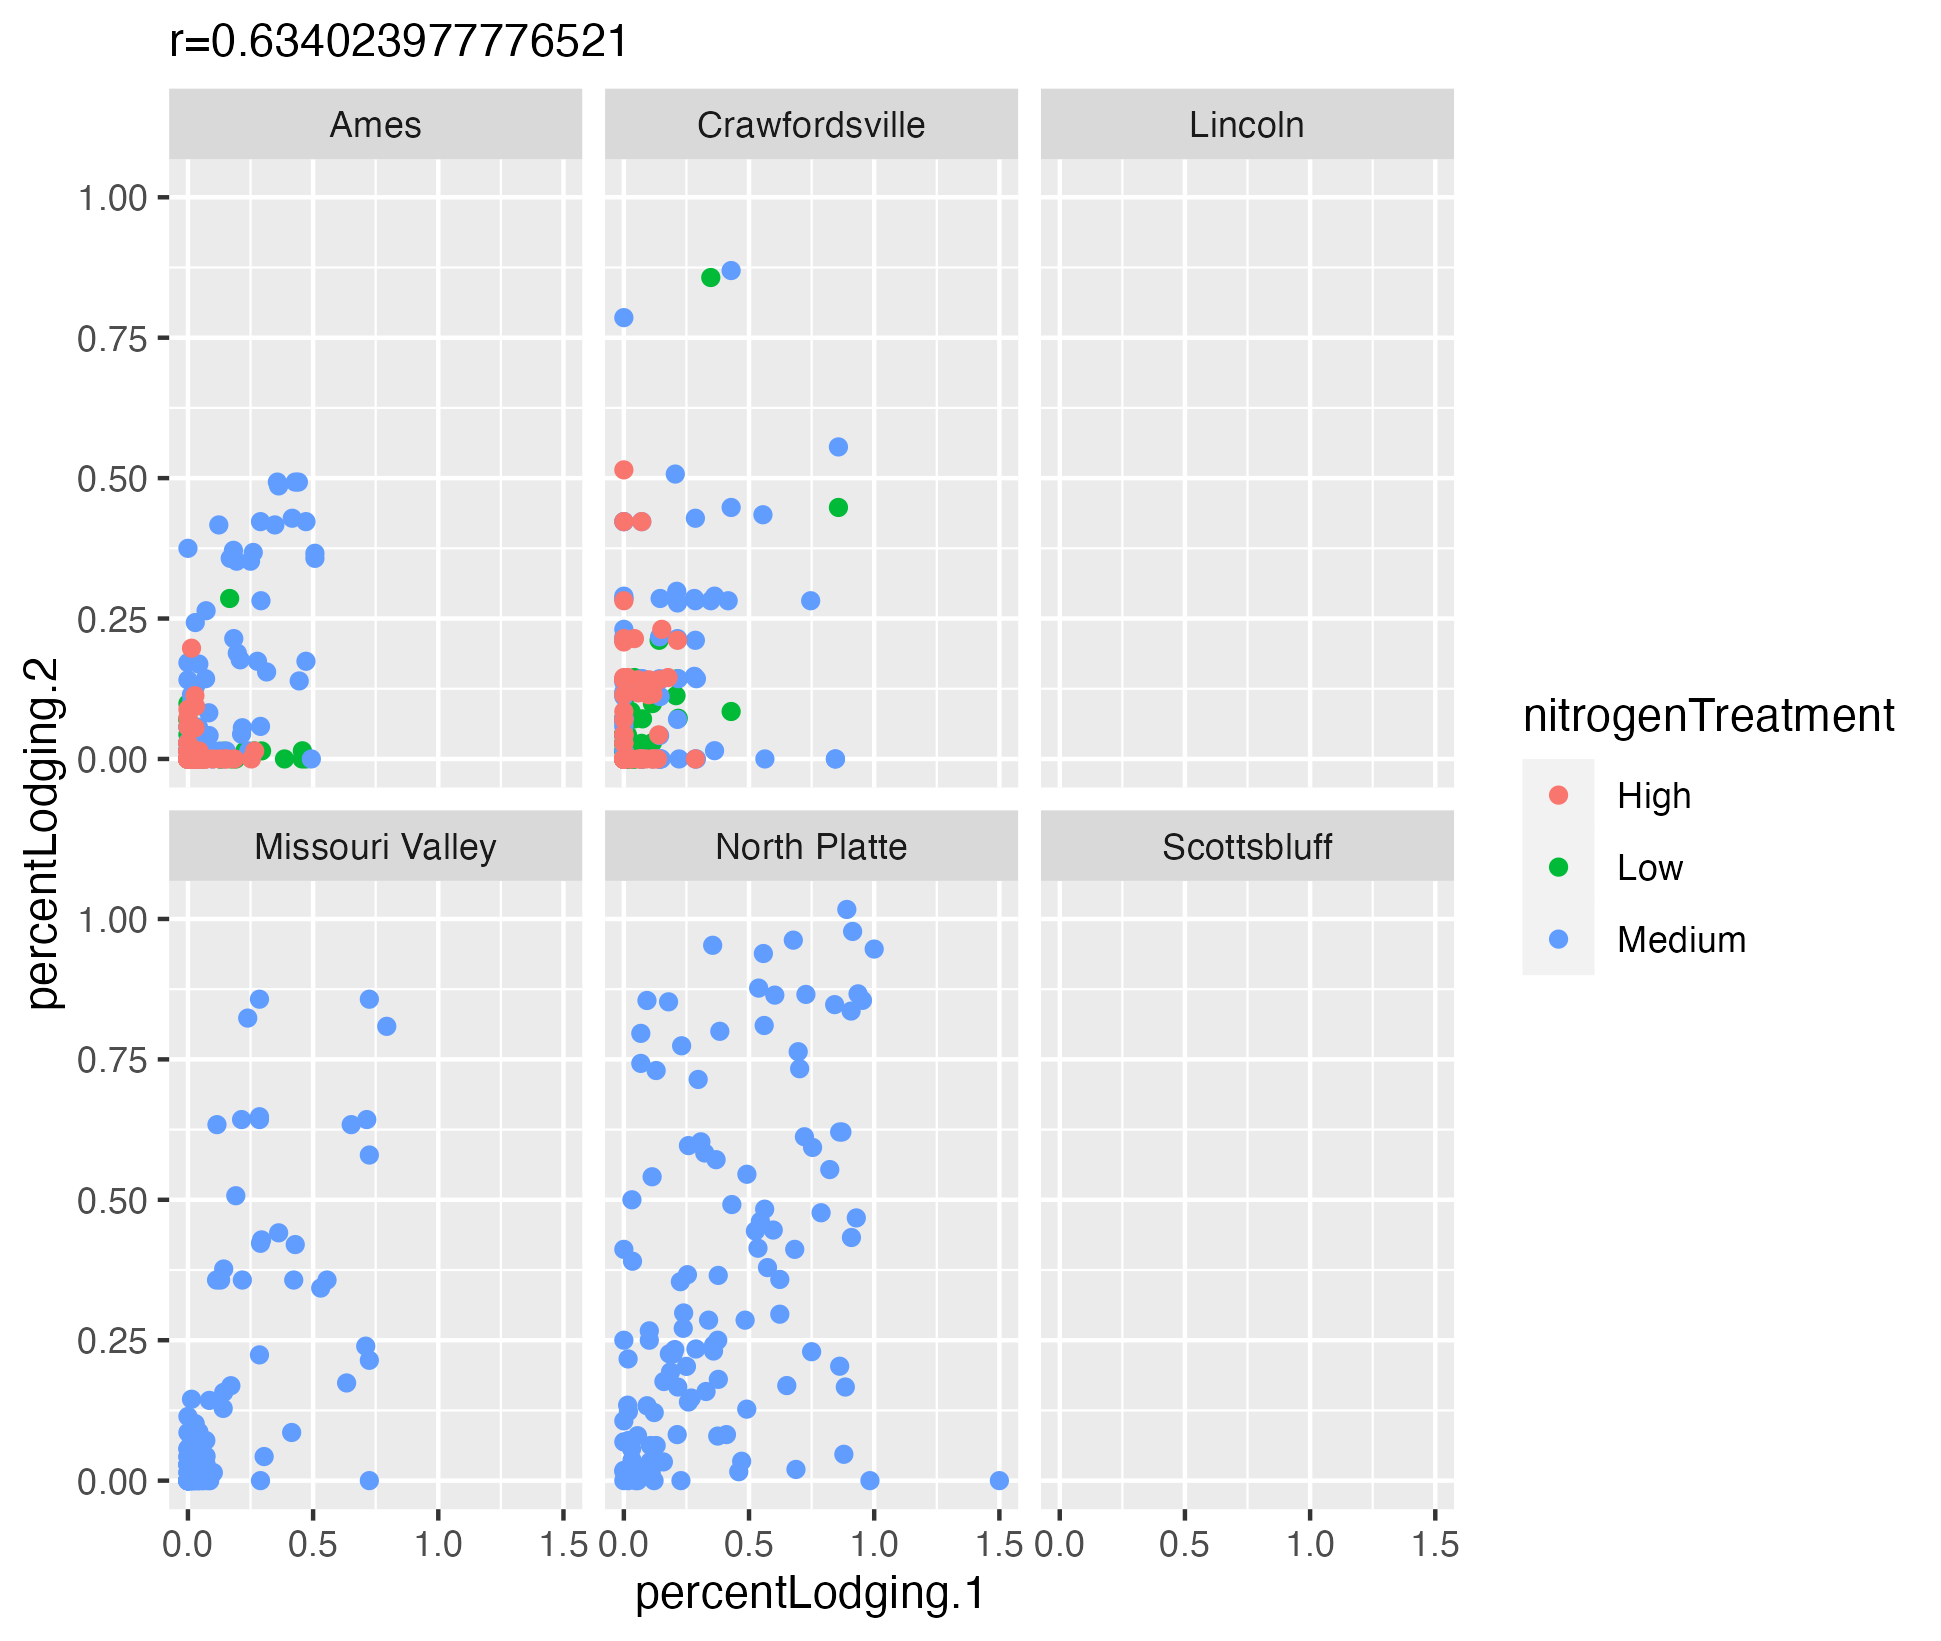 r=0.634023977776521
Ames Crawfordsville Lincoln
1.00
0.75
0.50
0.25
0.00
percentLodging.2
Missouri Valley North Platte Scottsbluff
1.00
0.75
0.50
0.25
0.00
0.0 0.5 1.0 1.5 0.0 0.5 1.0 1.5 0.0 0.5 1.0 1.5
percentLodging.1
nitrogenTreatment
High
Low
Medium